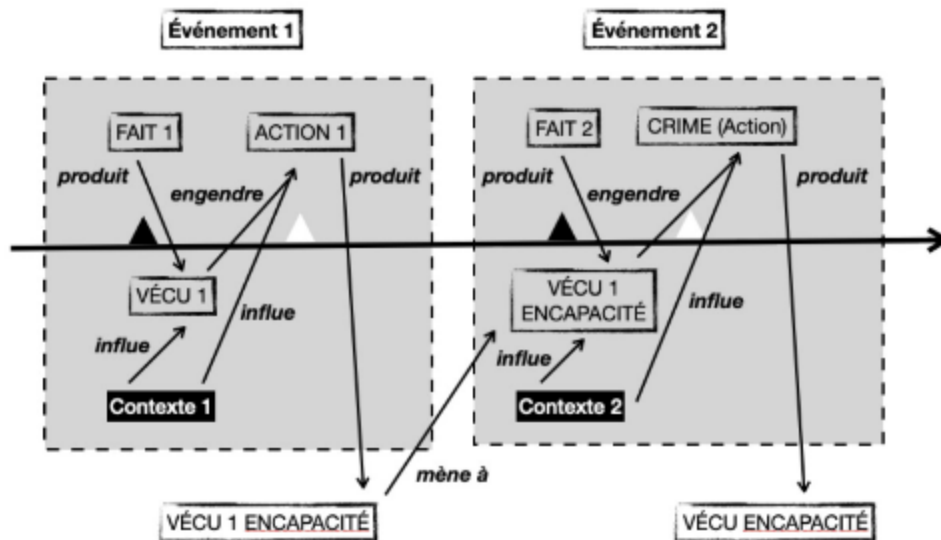 Événement 1
Événement 2
FAIT 1
ACTION 1
FAIT 2
CRIME (Action)
produit
engendre
produit
produit
engendre
produit
VÉCU 1
VÉCU 1
ENCAPACITÉ
influe
influe
influe
influe
Contexte 1
Contexte 2
mène à
VÉCU 1 ENCAPACITÉ
VÉCU ENCAPACITÉ